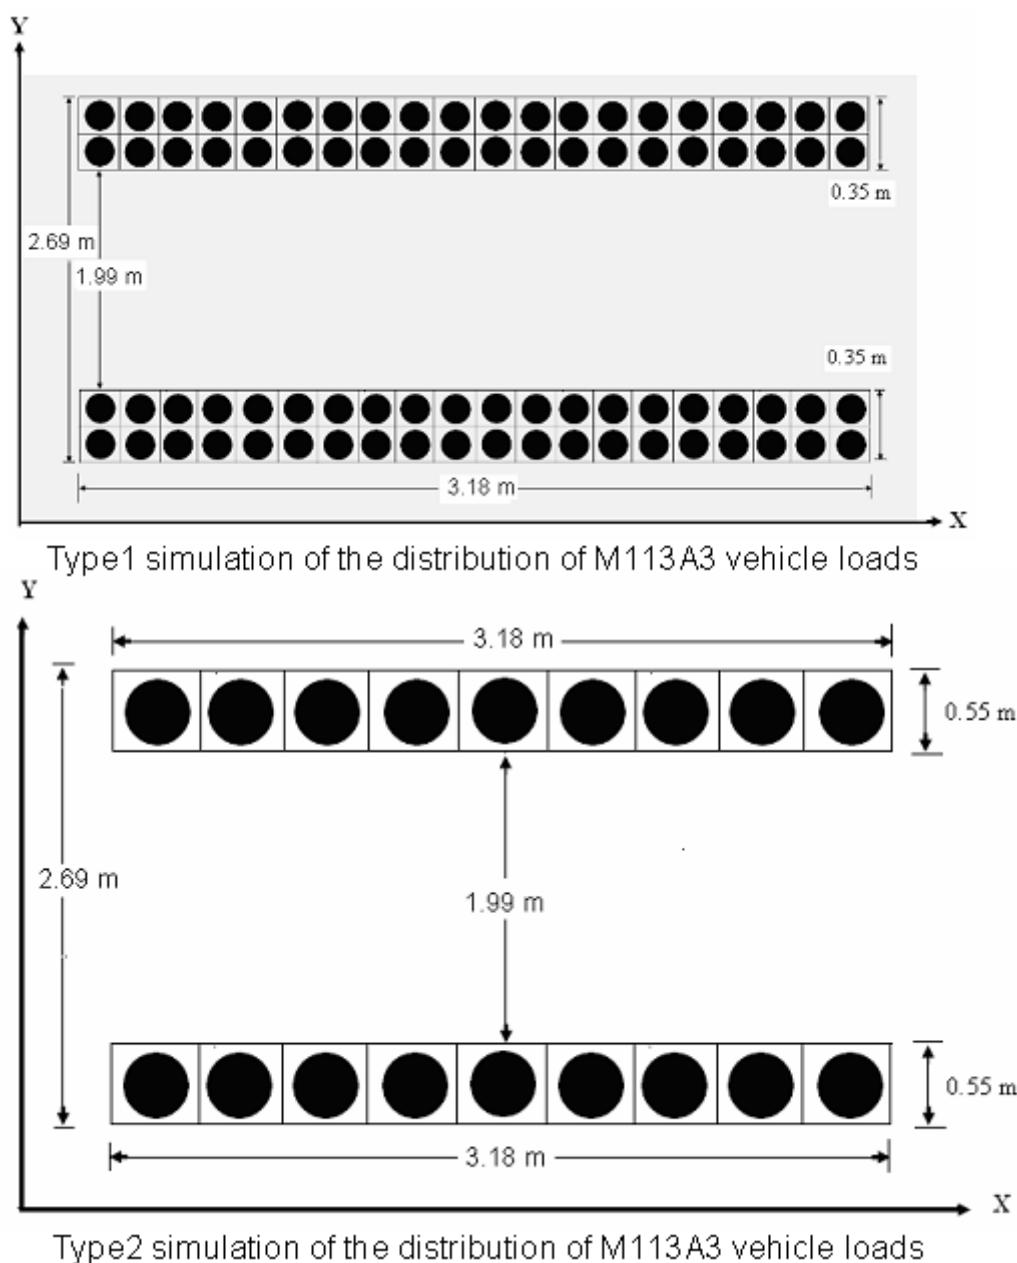 Y
0.35 m
2.69 m
1.99 m
0.35 m
3.18 m
X
Type1 simulation of the distribution of M113A3 vehicle loads
Y
3.18 m
0.55 m
2.69 m
1.99 m
0.55 m
3.18 m
X
Type2 simulation of the distribution of M113A3 vehicle loads